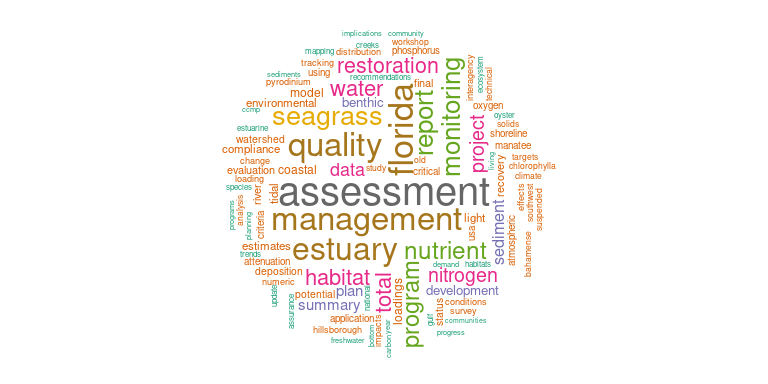 implications community
creeks workshop
mapping distribution phosphorus
tracking restoration
sediments using recommendations
pyrodinium water final
model
environmental benthic
ccmp seagrass florida report monitoring
interagency ecosystem technical
oxygen
oyster
solids
estuarine
watershed quality project shoreline
compliance manatee
change old living targets
evaluation coastal data study critical chlorophyll
loading climate
species assessment recovery
river tidal
programs analysis planning criteria
management light usa
effects southwest suspended
sediment atmospheric bahamense
estimates estuary nutrient
trends
attenuation demand habitats
deposition habitat total program nitrogen
numeric
potential plan national development
update assurance summary loadings
status conditions
survey
application impacts gulf communities
hillsborough progress
freshwater bottom carbon year